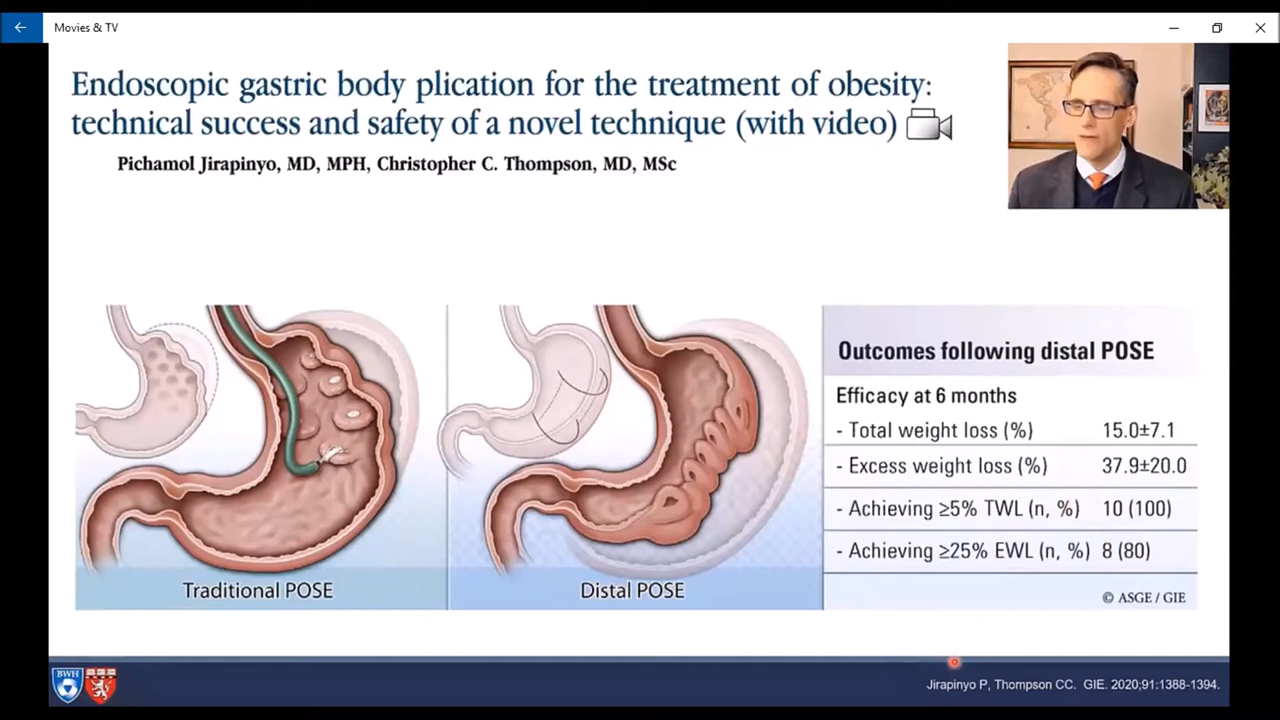 Movies & TV
Endoscopic gastric body plication for the treatment of obesity:
technical success and safety of a novel technique (with video)
Pichamol Jirapinyo, MD, MPH, Christopher C. Thompson, MD, MSc
Traditional POSE
Distal POSE
Outcomes following distal POSE
Efficacy at 6 months
- Total weight loss (%) 15.0±7.1
- Excess weight loss (%) 37.9±20.0
- Achieving ≥5% TWL (n, %) 10 (100)
- Achieving ≥25% EWL (n, %) 8 (80)
© ASGE / GIE
BWH
Jirapinyo P, Thompson CC. GIE. 2020;91:1388-1394.